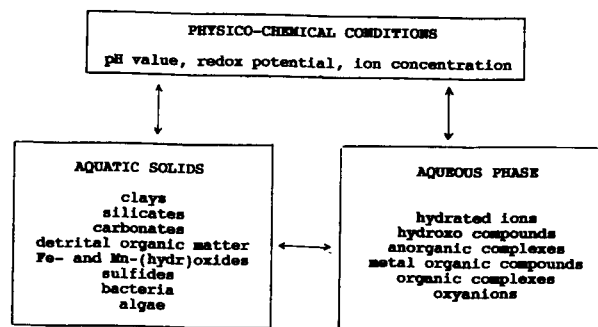 PHYSICO-CHEMICAL CONDITIONS
pH value, redox potential, ion concentration
AQUATIC SOLIDS
clays
silicates
carbonates
detrital organic matter
Fe- and Mn-(hydr)oxides
sulfides
bacteria
algae
AQUEOUS PHASE
hydrated ions
hydroxo compounds
anorganic complexes
metal organic compounds
organic complexes
oxyanions